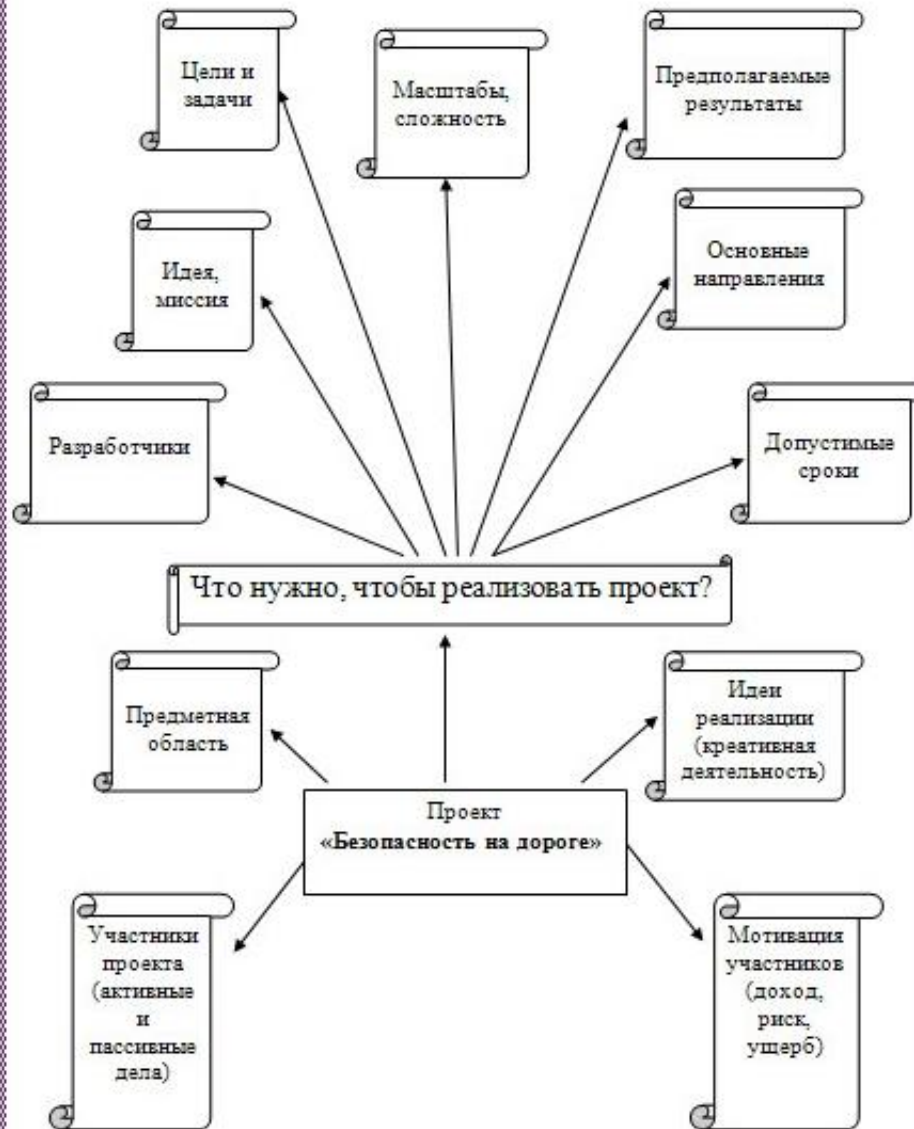 Цели и
задачи
Масштабы,
сложность
Предполагаемые
результаты
Идея,
миссия
Основные
направления
Разработчики
Допустимые
сроки
Что нужно, чтобы реализовать проект?
Предметная
область
Идеи
реализации
(креативная
деятельность)
Проект
«Безопасность на дороге»
Участники
проекта
(активные
и
пассивные
дела)
Мотивация
участников
(доход,
риск,
ущерб)